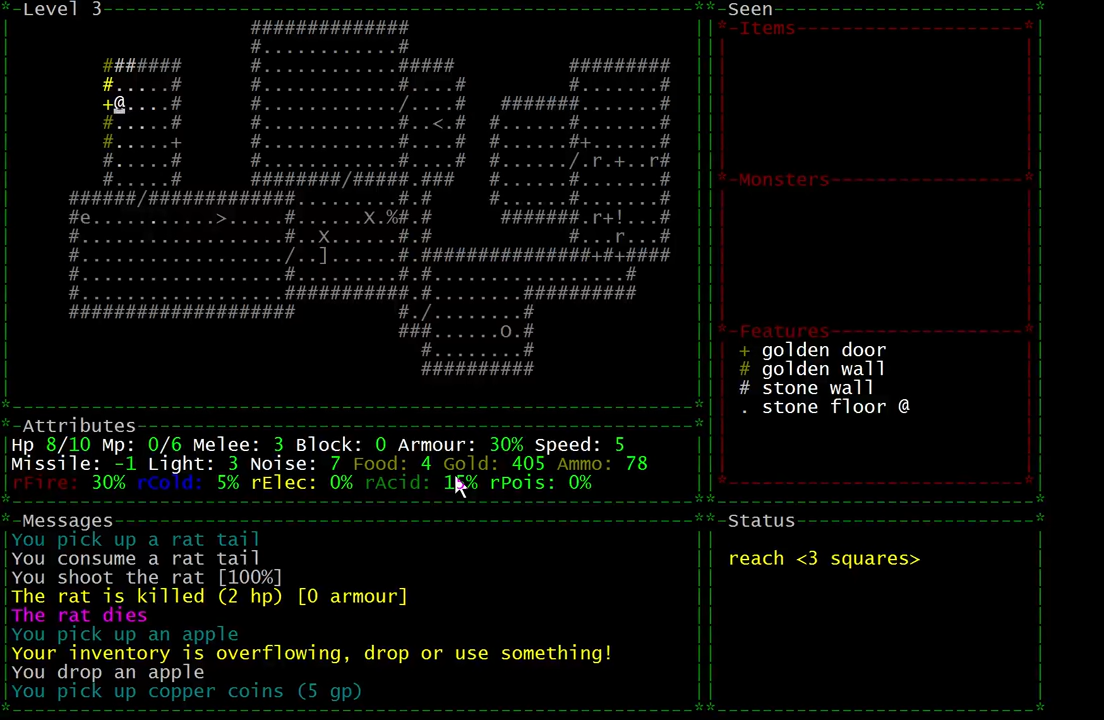 Level 3
Seen
Items
##############
#............#
#######
#............#####
#########
#.....#
#............#....#
#.......#
+@....#
#............/....#
#######.......#
#.....#
#............#..<.#
#......#.......#
#.....+
#............#....#
#......#+......#
#.....#
#............#....#
#....../.r.+..r#
#.....#
########/#####.###
#......#.......#
Monsters
######/#############.........#.#
#......#.......#
#e...........>.....#......x.%#.#
#######.r+!...#
#..................#..x......#.#
#...r...#
#................../..].......#.###############+#+####
#..................#.........#.#................#
#..................###########.#........##########
####################
#./........#
###......o.#
#........#
##########
Features
+ golden door
# golden wall
# stone wall
. stone floor @
Attributes
Hp 8/10 Mp: 0/6 Melee: 3 Block: 0 Armour: 30% Speed: 5
Missile: -1 Light: 3 Noise: 7 Food: 4 Gold: 405 Ammo: 78
rFire: 30% rCold: 5% rElec: 0% rAcid: 15% rPois: 0%
Messages
You pick up a rat tail
You consume a rat tail
You shoot the rat [100%]
The rat is killed (2 hp) [0 armour]
The rat dies
You pick up an apple
Your inventory is overflowing, drop or use something!
You drop an apple
You pick up copper coins (5 gp)
Status
reach <3 squares>